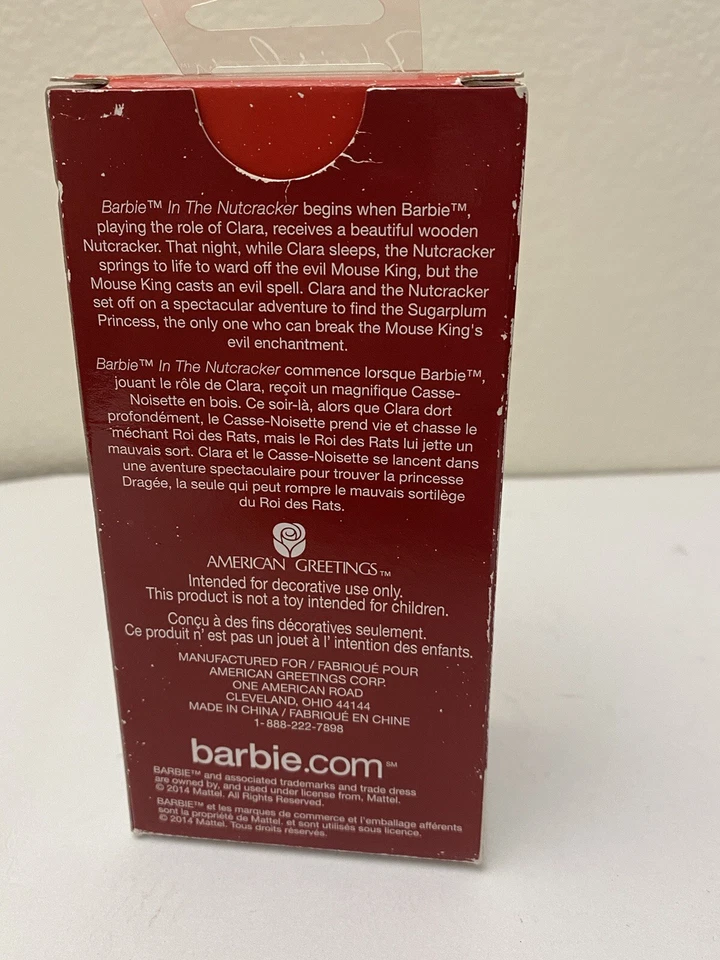 Barbie™ In The Nutcracker begins when Barbie™,
playing the role of Clara, receives a beautiful wooden
Nutcracker. That night, while Clara sleeps, the Nutcracker
springs to life to ward off the evil Mouse King, but the
Mouse King casts an evil spell. Clara and the Nutcracker
set off on a spectacular adventure to find the Sugarplum
Princess, the only one who can break the Mouse King's
evil enchantment.
Barbie™ In The Nutcracker commence lorsque Barbie™,
jouant le rôle de Clara, reçoit un magnifique Casse-
Noisette en bois. Ce soir-là, alors que Clara dort
profondément, le Casse-Noisette prend vie et chasse le
méchant Roi des Rats, mais le Roi des Rats lui jette un
mauvais sort. Clara et le Casse-Noisette se lancent dans
une aventure spectaculaire pour trouver la princesse
Dragée, la seule qui peut rompre le mauvais sortilège
du Roi des Rats.
AMERICAN GREETINGS™
Intended for decorative use only.
This product is not a toy intended for children.
Conçu à des fins décoratives seulement.
Ce produit n' est pas un jouet à l' intention des enfants.
MANUFACTURED FOR / FABRIQUÉ POUR
AMERICAN GREETINGS CORP.
ONE AMERICAN ROAD
CLEVELAND, OHIO 44144
MADE IN CHINA / FABRIQUÉ EN CHINE
1-888-222-7898
barbie.com℠
BARBIE™ and associated trademarks and trade dress
are owned by, and used under license from, Mattel.
© 2014 Mattel. All Rights Reserved.
BARBIE™ et les marques de commerce et l'emballage afférents
sont la propriété de Mattel. et sont utilisés sous licence.
© 2014 Mattel. Tous droits réservés.